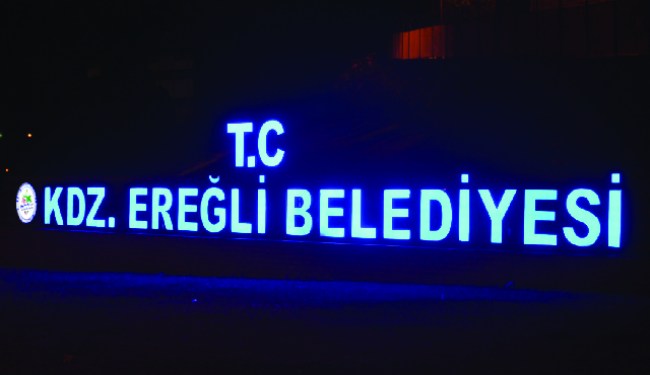 T.C
KDZ. EREĞLİ BELEDİYESİ